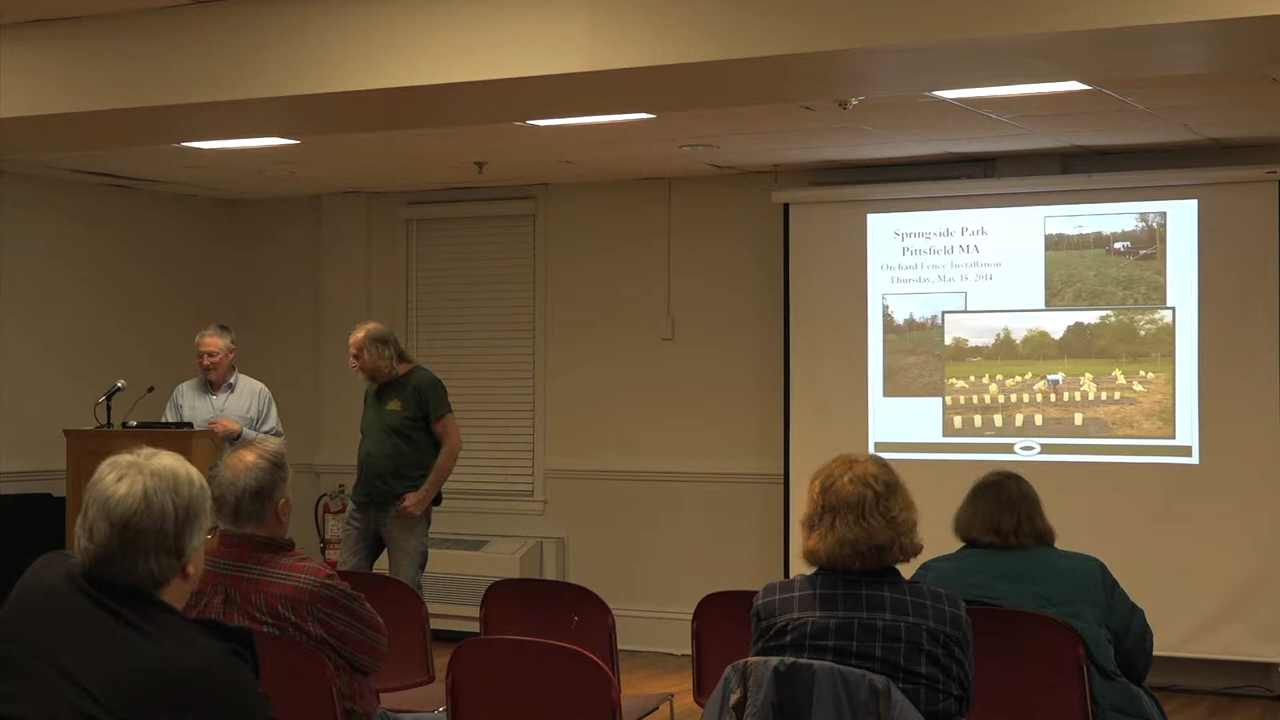 Springside Park
Pittsfield MA
Orchard Fence Installation
Thursday, May 15, 2014